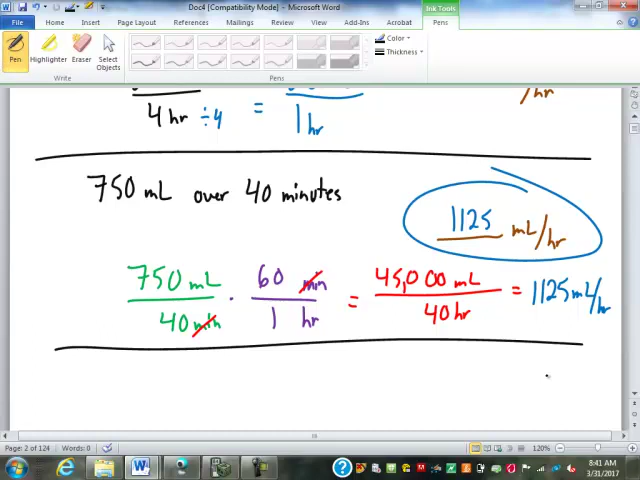 Doc4 [Compatibility Mode] - Microsoft Word
Ink Tools
File Home Insert Page Layout References Mailings Review View Add-Ins Acrobat Pens
Pen Highlighter Eraser Select Objects
Color
Thickness
Write Pens
4 hr ÷4 = 1 hr
/hr
750 mL over 40 minutes
1125 mL/hr
750 mL / 40 min · 60 min / 1 hr = 45,000 mL / 40 hr = 1125 mL/hr
Page: 2 of 124 Words: 0 120%
8:41 AM
3/31/2017